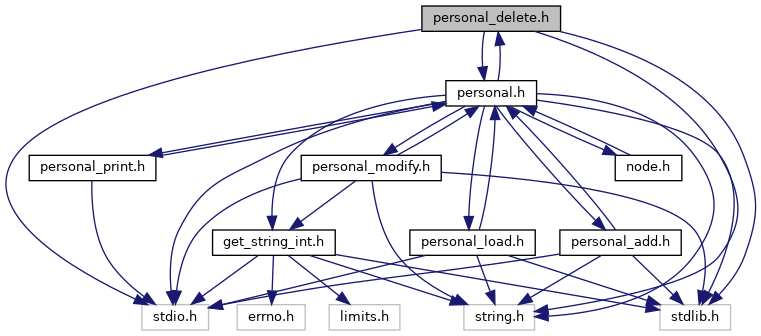 personal_delete.h
personal.h
personal_print.h
personal_modify.h
node.h
get_string_int.h
personal_load.h
personal_add.h
stdio.h
errno.h
limits.h
string.h
stdlib.h